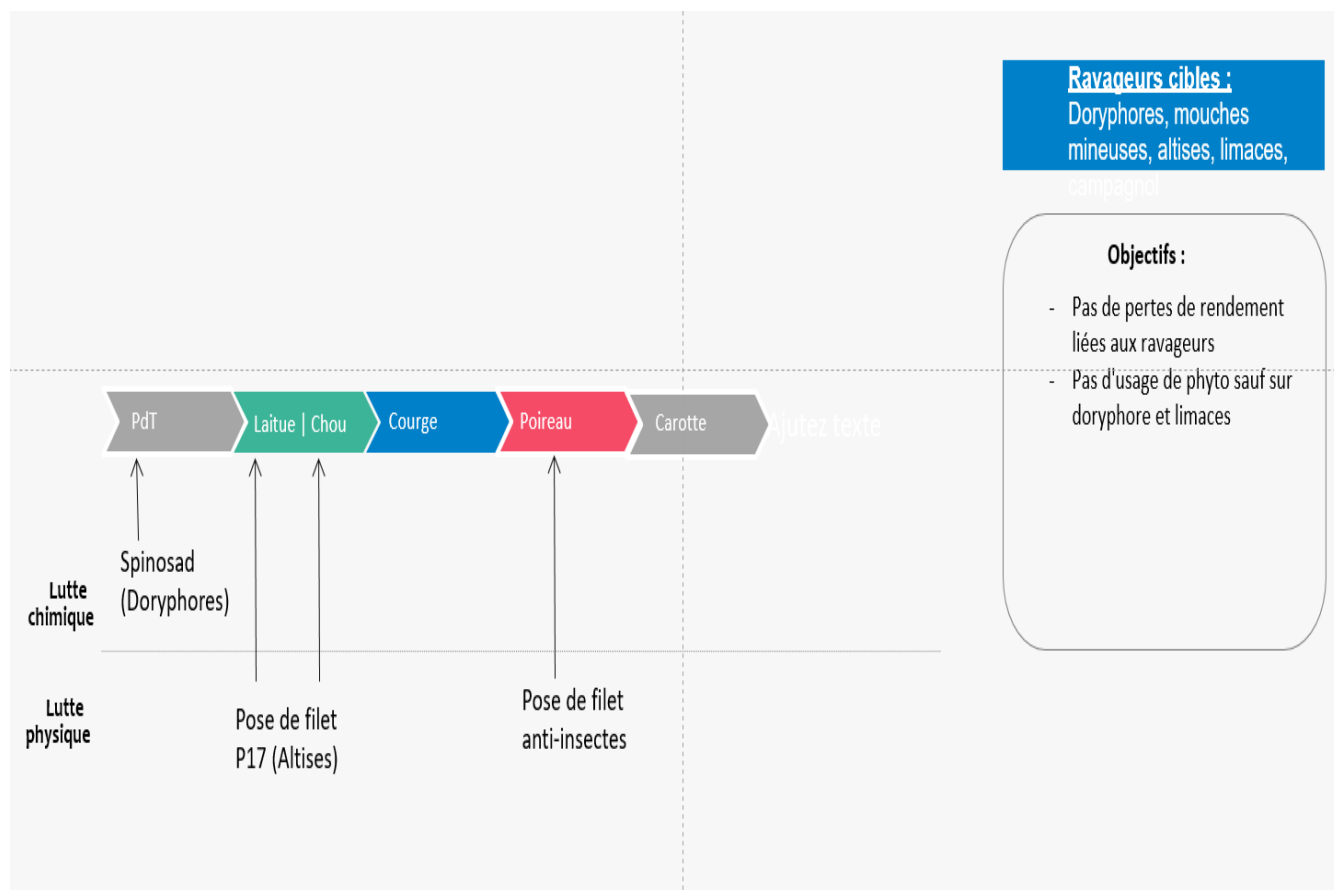 Ravageurs cibles :
Doryphores, mouches
mineuses, altises, limaces,
campagnol
Objectifs :
- Pas de pertes de rendement
liées aux ravageurs
- Pas d'usage de phyto sauf sur
doryphore et limaces
PdT
Laitue | Chou
Courge
Poireau
Carotte
Ajutez texte
Lutte
chimique
Spinosad
(Doryphores)
Lutte
physique
Pose de filet
P17 (Altises)
Pose de filet
anti-insectes